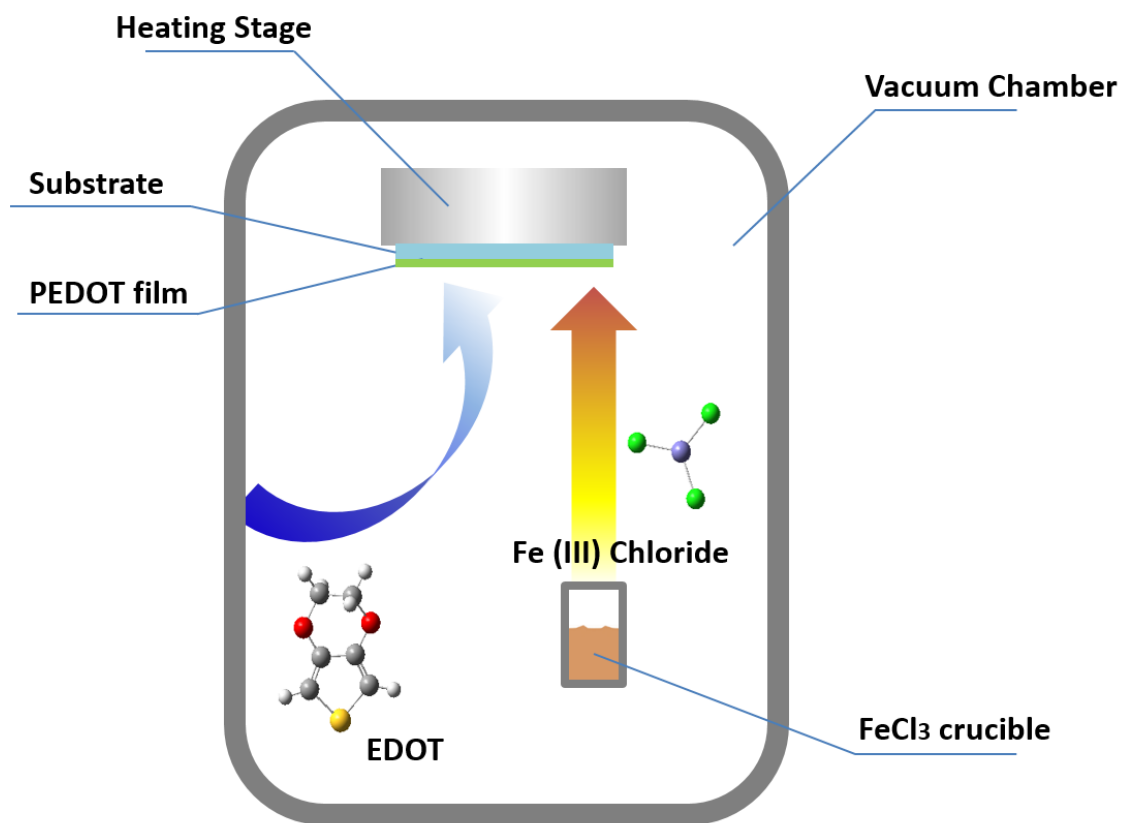 Heating Stage
Vacuum Chamber
Substrate
PEDOT film
Fe (III) Chloride
EDOT
FeCl3 crucible